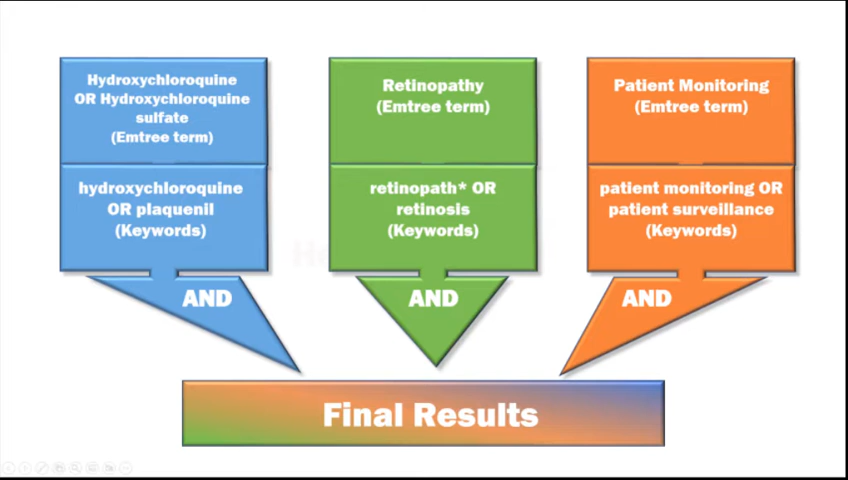 Hydroxychloroquine
OR Hydroxychloroquine
sulfate
(Emtree term)
hydroxychloroquine
OR plaquenil
(Keywords)
AND
Retinopathy
(Emtree term)
retinopath* OR
retinosis
(Keywords)
AND
Patient Monitoring
(Emtree term)
patient monitoring OR
patient surveillance
(Keywords)
AND
Final Results